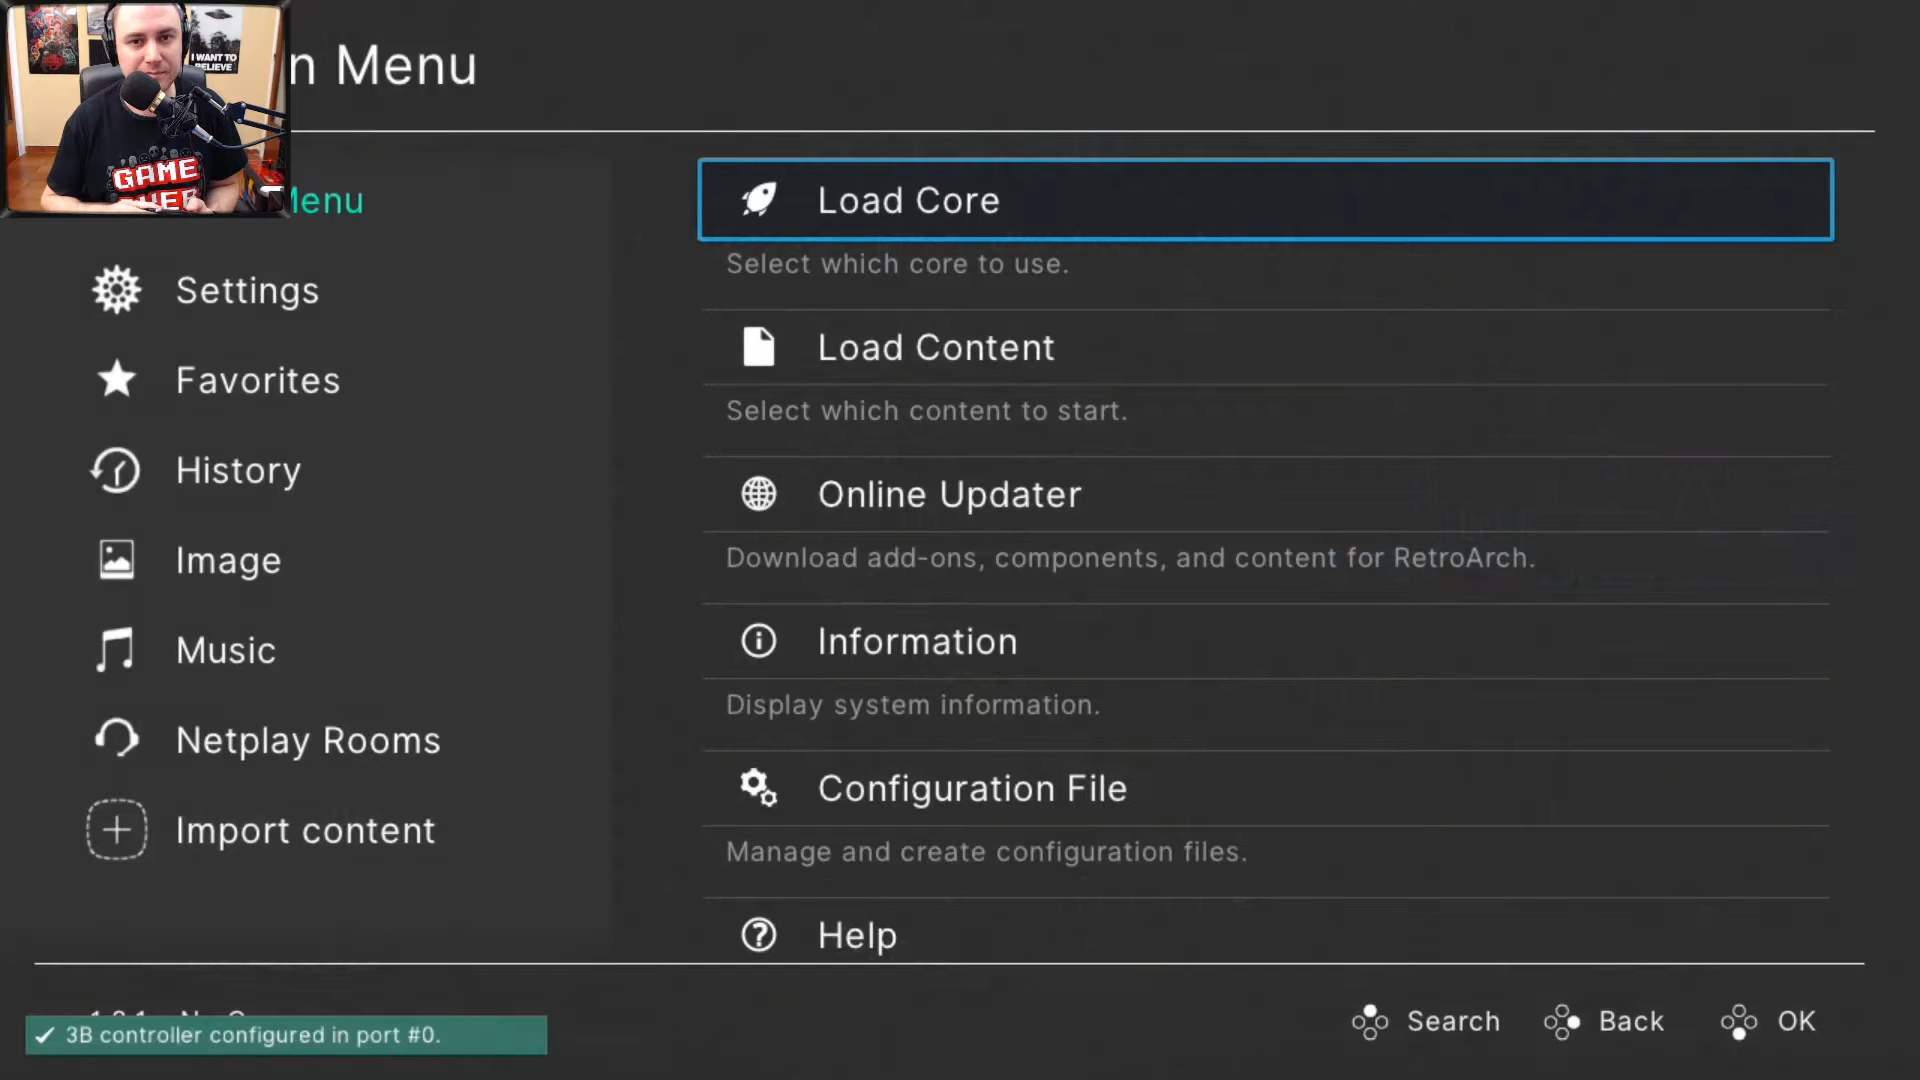 I WANT TO
BELIEVE
GAME
n Menu
Menu
Settings
Favorites
History
Image
Music
Netplay Rooms
Import content
Load Core
Select which core to use.
Load Content
Select which content to start.
Online Updater
Download add-ons, components, and content for RetroArch.
Information
Display system information.
Configuration File
Manage and create configuration files.
Help
3B controller configured in port #0.
Search
Back
OK